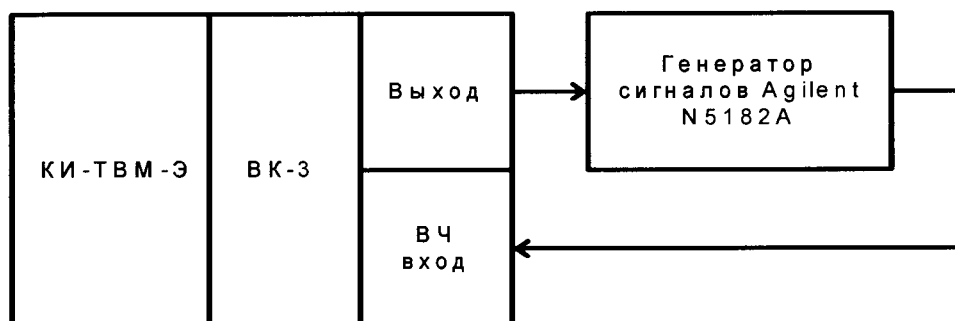 КИ-ТВМ-Э
ВК-3
Выход
ВЧ
вход
Генератор
сигналов Agilent
N5182A